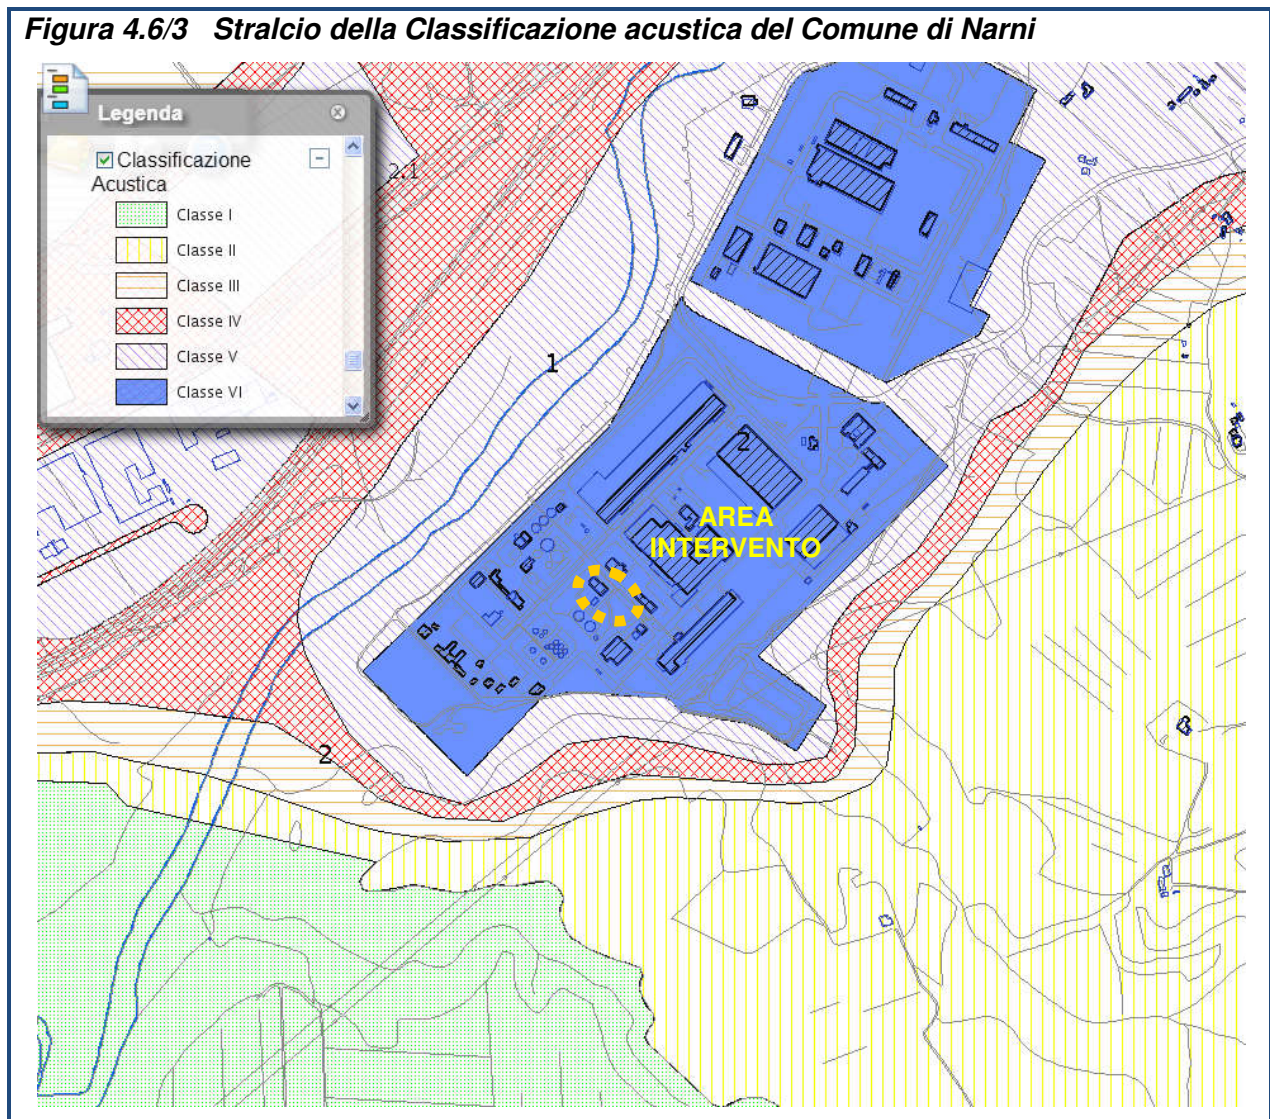 Figura 4.6/3 Stralcio della Classificazione acustica del Comune di Narni
Legenda
Classificazione
Acustica
Classe I
Classe II
Classe III
Classe IV
Classe V
Classe VI
2.1
1
11
2
AREA
INTERVENTO
2